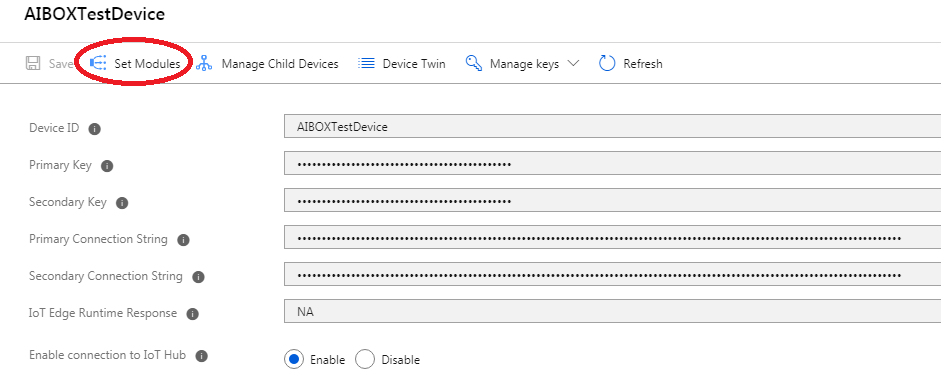 AIBOXTestDevice
Save Set Modules Manage Child Devices Device Twin Manage keys Refresh
Device ID AIBOXTestDevice
Primary Key ••••••••••••••••••••••••••••••••••••••••••••
Secondary Key ••••••••••••••••••••••••••••••••••••••••••••
Primary Connection String
Secondary Connection String
IoT Edge Runtime Response NA
Enable connection to IoT Hub Enable Disable